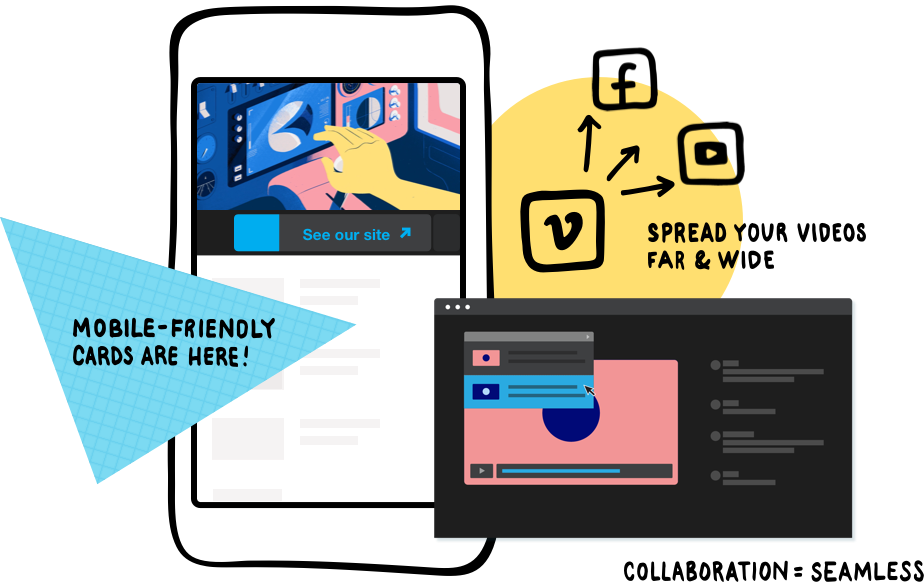 See our site
SPREAD YOUR VIDEOS
FAR & WIDE
MOBILE-FRIENDLY
CARDS ARE HERE!
COLLABORATION = SEAMLESS